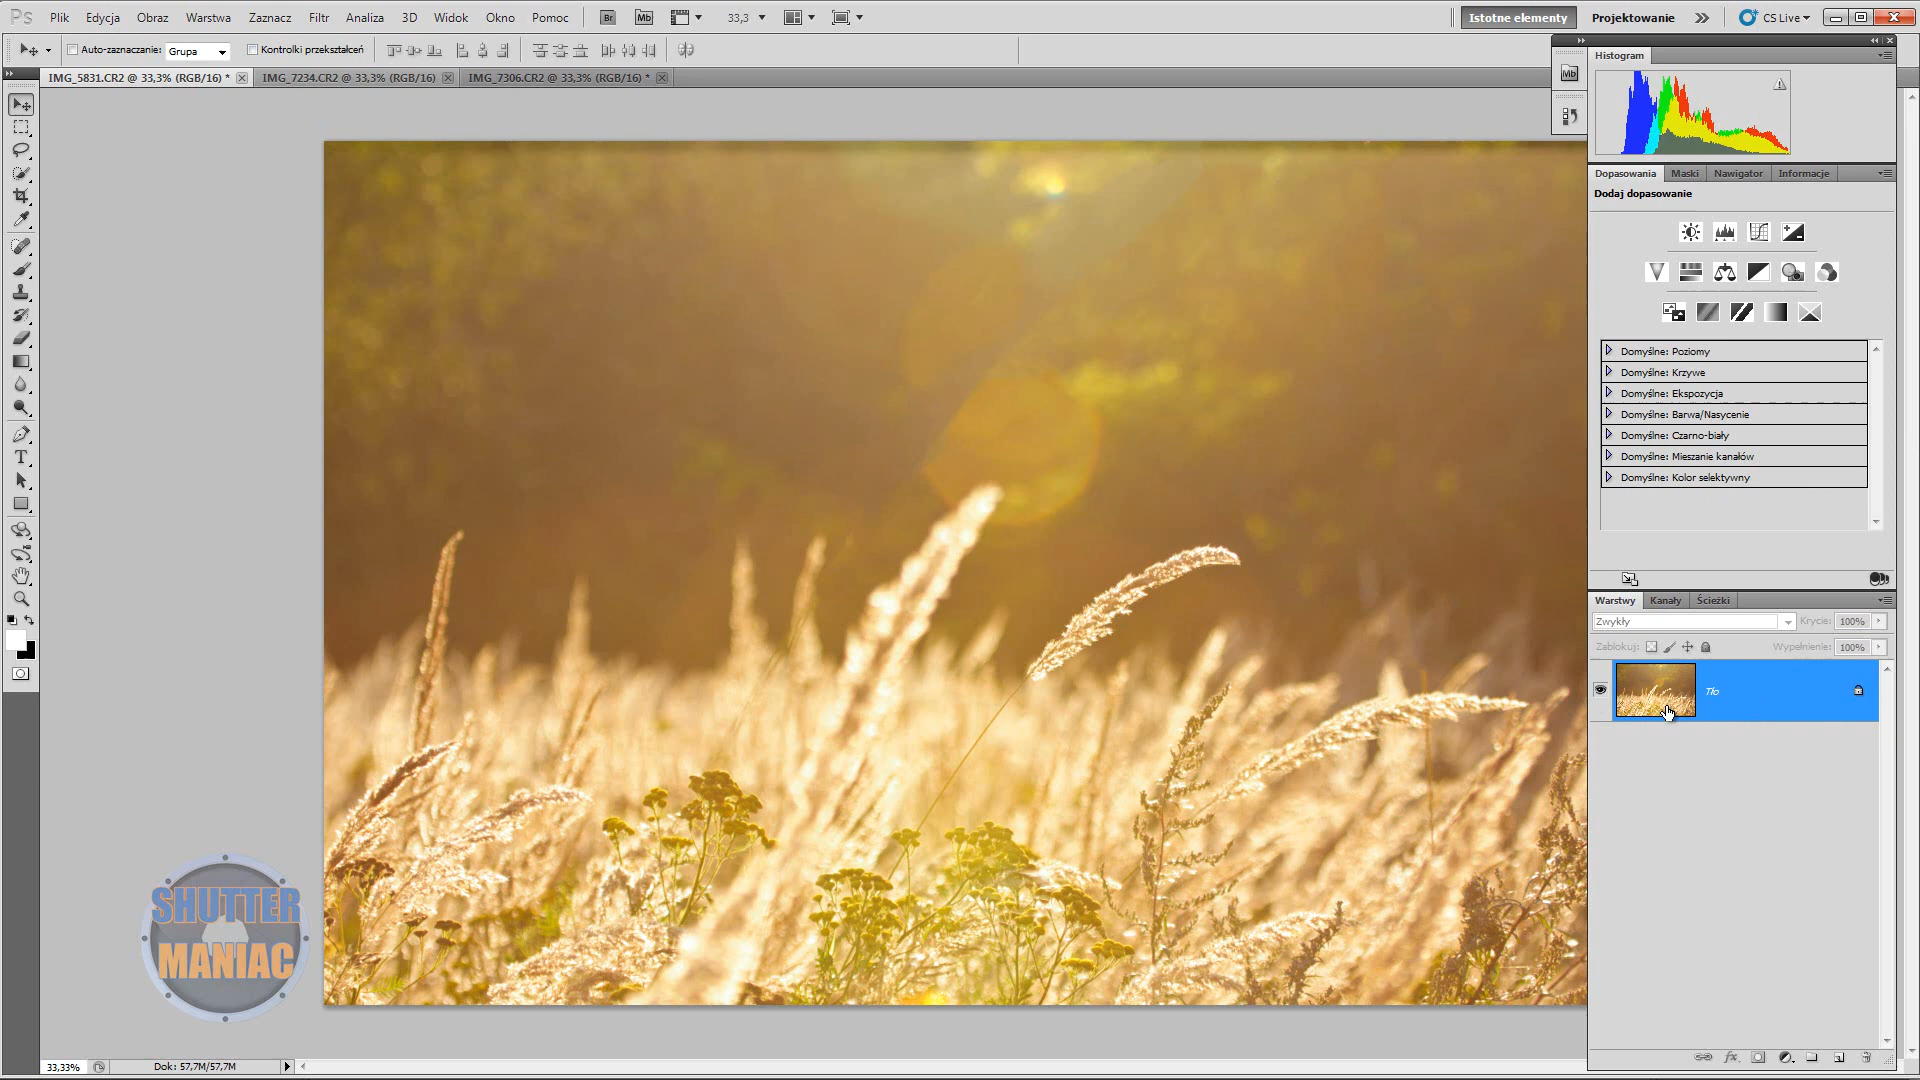 Ps Plik Edycja Obraz Warstwa Zaznacz Filtr Analiza 3D Widok Okno Pomoc Br Mb 33,3 Istotne elementy Projektowanie CS Live
Auto-zaznaczanie: Grupa Kontrolki przekształceń
IMG_5831.CR2 @ 33,3% (RGB/16) * IMG_7234.CR2 @ 33,3% (RGB/16) IMG_7306.CR2 @ 33,3% (RGB/16) *
Mb
Histogram
Dopasowania Maski Nawigator Informacje
Dodaj dopasowanie
Domyślne: Poziomy
Domyślne: Krzywe
Domyślne: Ekspozycja
Domyślne: Barwa/Nasycenie
Domyślne: Czarno-biały
Domyślne: Mieszanie kanałów
Domyślne: Kolor selektywny
Warstwy Kanały Ścieżki
Zwykły Krycie: 100%
Zablokuj: Wypełnienie: 100%
Tło
SHUTTER
MANIAC
33,33% Dok: 57,7M/57,7M